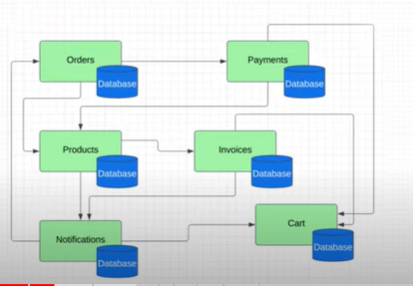 Orders
Payments
Database
Database
Products
Invoices
Database
Database
Notifications
Cart
Database
Database